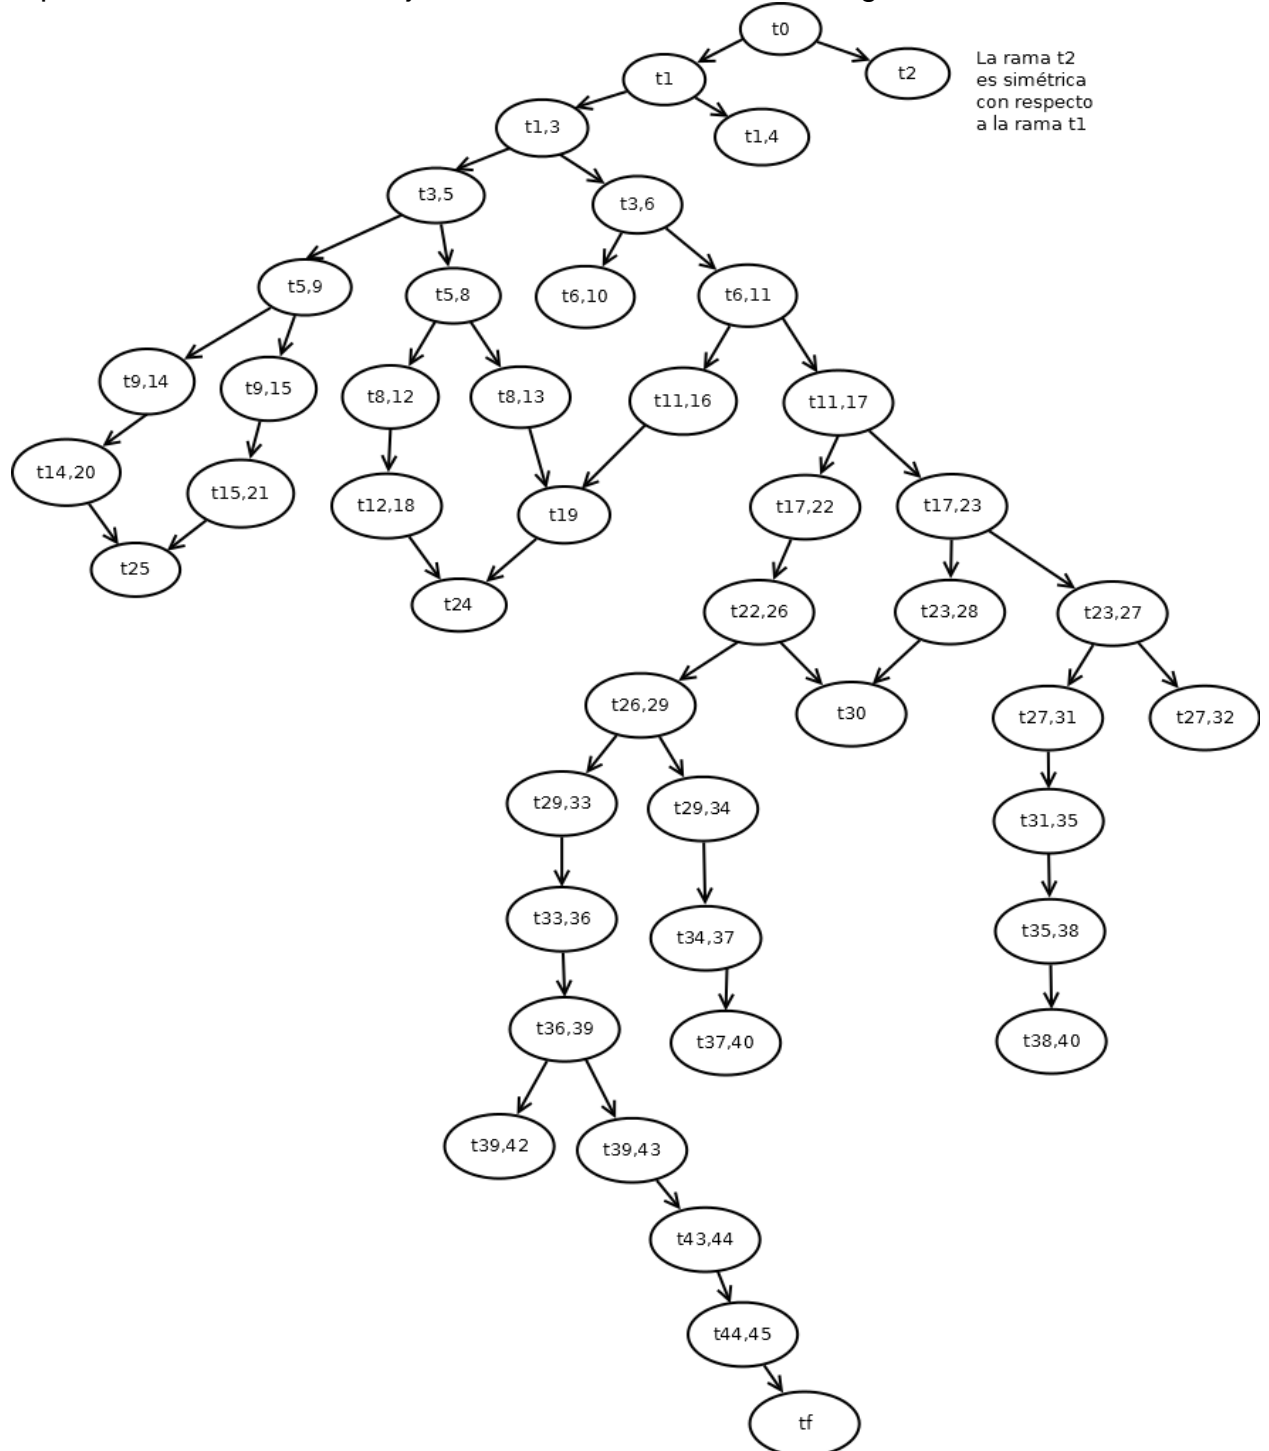 t0
t2
La rama t2
es simétrica
con respecto
a la rama t1
t1
t1,3
t1,4
t3,5
t3,6
t5,9
t5,8
t6,10
t6,11
t9,14
t9,15
t8,12
t8,13
t11,16
t11,17
t14,20
t15,21
t12,18
t19
t17,22
t17,23
t25
t24
t22,26
t23,28
t23,27
t26,29
t30
t27,31
t27,32
t29,33
t29,34
t31,35
t33,36
t34,37
t35,38
t36,39
t37,40
t38,40
t39,42
t39,43
t43,44
t44,45
tf